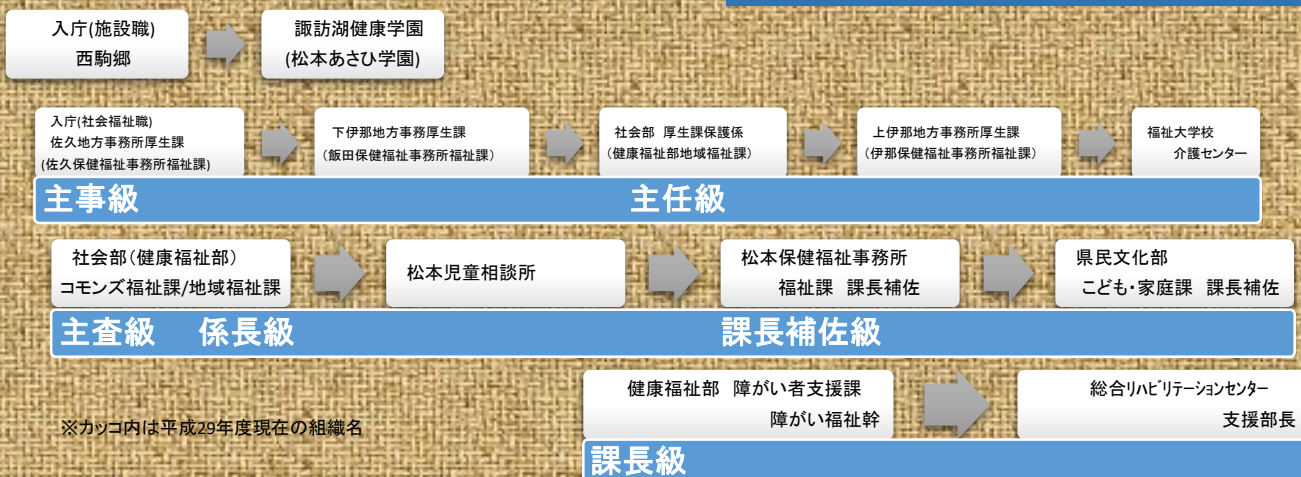 入庁(施設職)
西駒郷
諏訪湖健康学園
(松本あさひ学園)
入庁(社会福祉職)
佐久地方事務所厚生課
(佐久保健福祉事務所福祉課)
下伊那地方事務厚生課
(飯田保健福祉事務所福祉課)
社会部 厚生課保護係
(健康福祉部地域福祉課)
上伊那地方事務所厚生課
(伊那保健福祉事務所福祉課)
福祉大学校
介護センター
主事級 主任級
社会部(健康福祉部)
コモンズ福祉課/地域福祉課
松本児童相談所
松本保健福祉事務所
福祉課 課長補佐
県民文化部
こども・家庭課 課長補佐
主査級 係長級 課長補佐級
健康福祉部 障がい者支援課
障がい福祉幹
総合リハビリテーションセンター
支援部長
※カッコ内は平成29年度現在の組織名
課長級